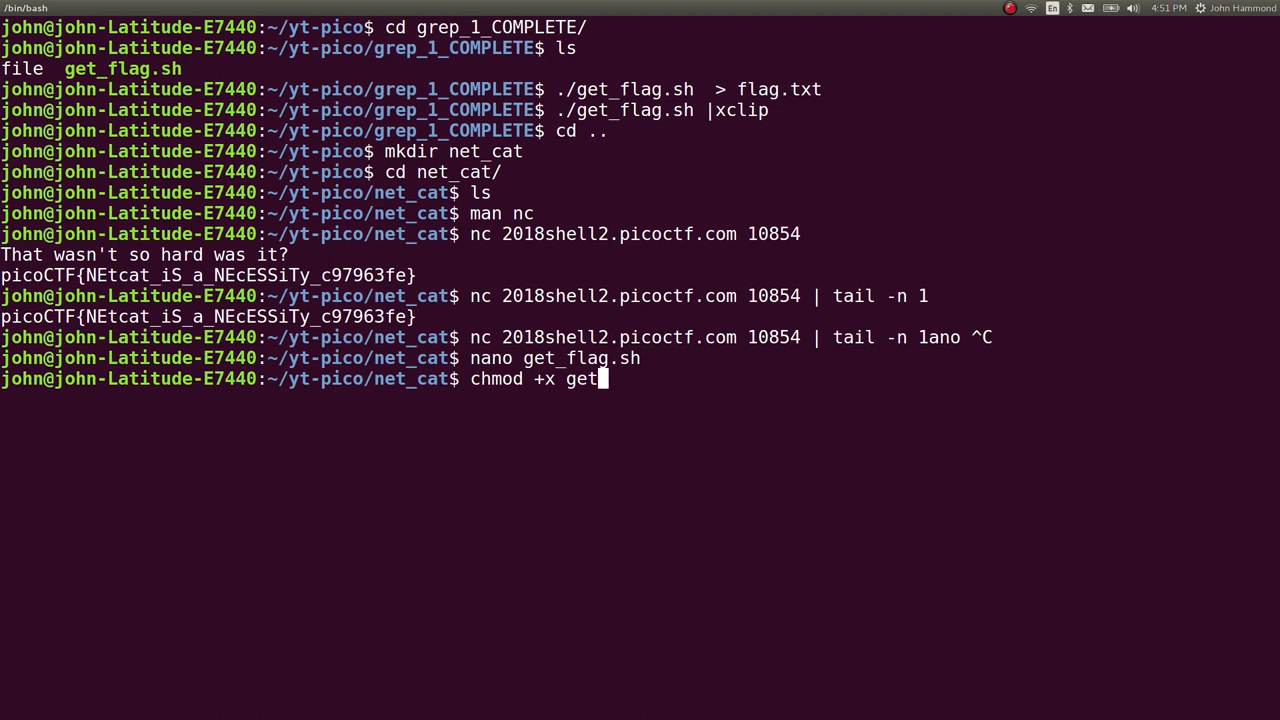 /bin/bash
En
4:51 PM
John Hammond
john@john-Latitude-E7440:~/yt-pico$ cd grep_1_COMPLETE/
john@john-Latitude-E7440:~/yt-pico/grep_1_COMPLETE$ ls
file  get_flag.sh
john@john-Latitude-E7440:~/yt-pico/grep_1_COMPLETE$ ./get_flag.sh  > flag.txt
john@john-Latitude-E7440:~/yt-pico/grep_1_COMPLETE$ ./get_flag.sh |xclip
john@john-Latitude-E7440:~/yt-pico/grep_1_COMPLETE$ cd ..
john@john-Latitude-E7440:~/yt-pico$ mkdir net_cat
john@john-Latitude-E7440:~/yt-pico$ cd net_cat/
john@john-Latitude-E7440:~/yt-pico/net_cat$ ls
john@john-Latitude-E7440:~/yt-pico/net_cat$ man nc
john@john-Latitude-E7440:~/yt-pico/net_cat$ nc 2018shell2.picoctf.com 10854
That wasn't so hard was it?
picoCTF{NEtcat_iS_a_NEcESSiTy_c97963fe}
john@john-Latitude-E7440:~/yt-pico/net_cat$ nc 2018shell2.picoctf.com 10854 | tail -n 1
picoCTF{NEtcat_iS_a_NEcESSiTy_c97963fe}
john@john-Latitude-E7440:~/yt-pico/net_cat$ nc 2018shell2.picoctf.com 10854 | tail -n 1ano ^C
john@john-Latitude-E7440:~/yt-pico/net_cat$ nano get_flag.sh
john@john-Latitude-E7440:~/yt-pico/net_cat$ chmod +x get